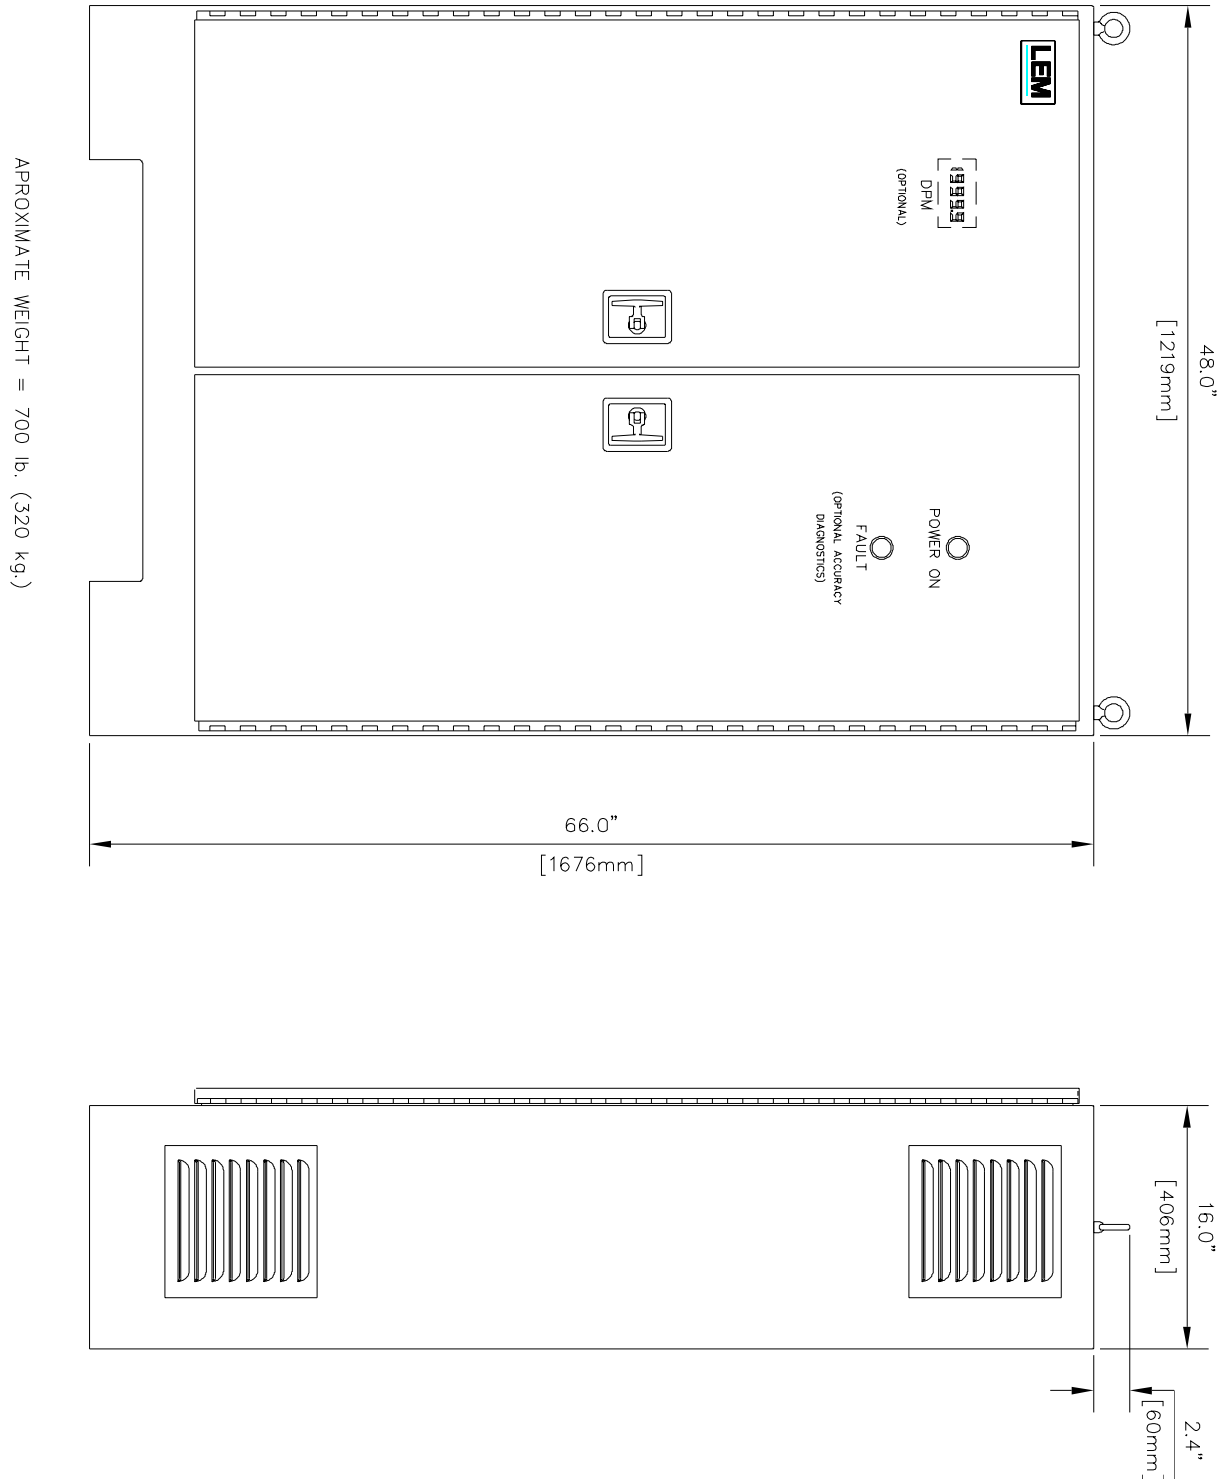 48.0"
[1219mm]
LEM
DPM
(OPTIONAL)
POWER ON
FAULT
(OPTIONAL ACCURACY
DIAGNOSTICS)
66.0"
[1676mm]
APROXIMATE WEIGHT = 700 lb. (320 kg.)
16.0"
[406mm]
2.4"
[60mm]